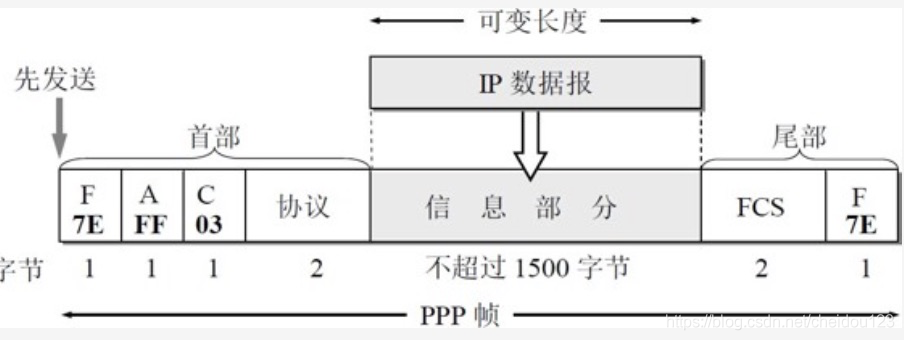 可变长度
先发送
IP 数据报
首部
尾部
F A C 协议 信 息 部 分 FCS F
7E FF 03 7E
字节 1 1 1 2 不超过 1500 字节 2 1
PPP 帧
https://blog.csdn.net/cheidou123